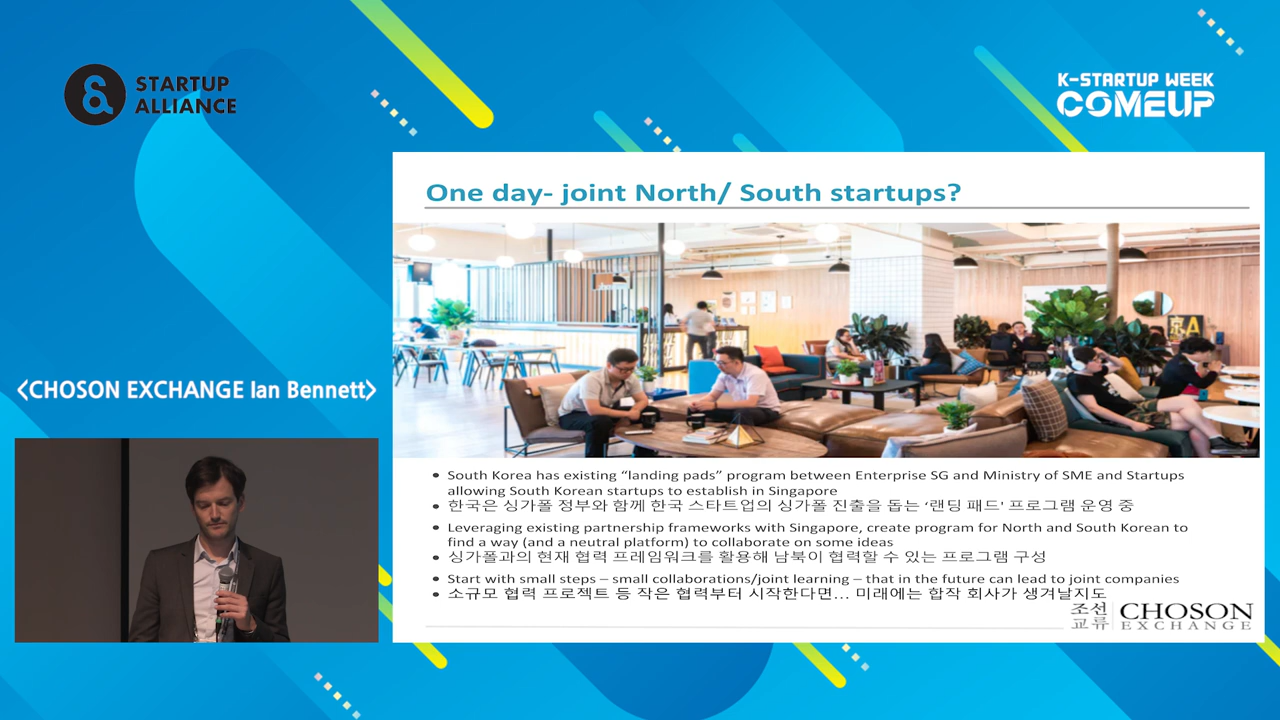 STARTUP
ALLIANCE
K-STARTUP WEEK
COMEUP
One day- joint North/ South startups?
京A
<CHOSON EXCHANGE Ian Bennett>
• South Korea has existing “landing pads” program between Enterprise SG and Ministry of SME and Startups
allowing South Korean startups to establish in Singapore
• 한국은 싱가폴 정부와 함께 한국 스타트업의 싱가폴 진출을 돕는 ‘랜딩 패드' 프로그램 운영 중
• Leveraging existing partnership frameworks with Singapore, create program for North and South Korean to
find a way (and a neutral platform) to collaborate on some ideas
• 싱가폴과의 현재 협력 프레임워크를 활용해 남북이 협력할 수 있는 프로그램 구성
• Start with small steps – small collaborations/joint learning – that in the future can lead to joint companies
• 소규모 협력 프로젝트 등 작은 협력부터 시작한다면... 미래에는 합작 회사가 생겨날지도
조선
교류
CHOSON
EXCHANGE